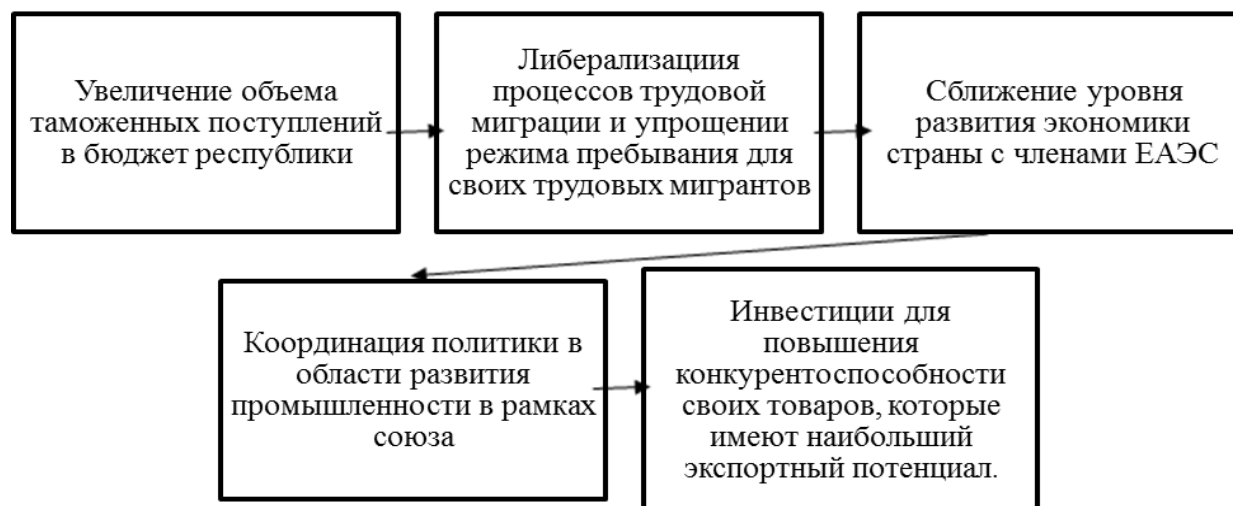 Увеличение объема
таможенных поступлений
в бюджет республики
Либерализациия
процессов трудовой
миграции и упрощении
режима пребывания для
своих трудовых мигрантов
Сближение уровня
развития экономики
страны с членами ЕАЭС
Координация политики в
области развития
промышленности в рамках
союза
Инвестиции для
повышения
конкурентоспособности
своих товаров, которые
имеют наибольший
экспортный потенциал.